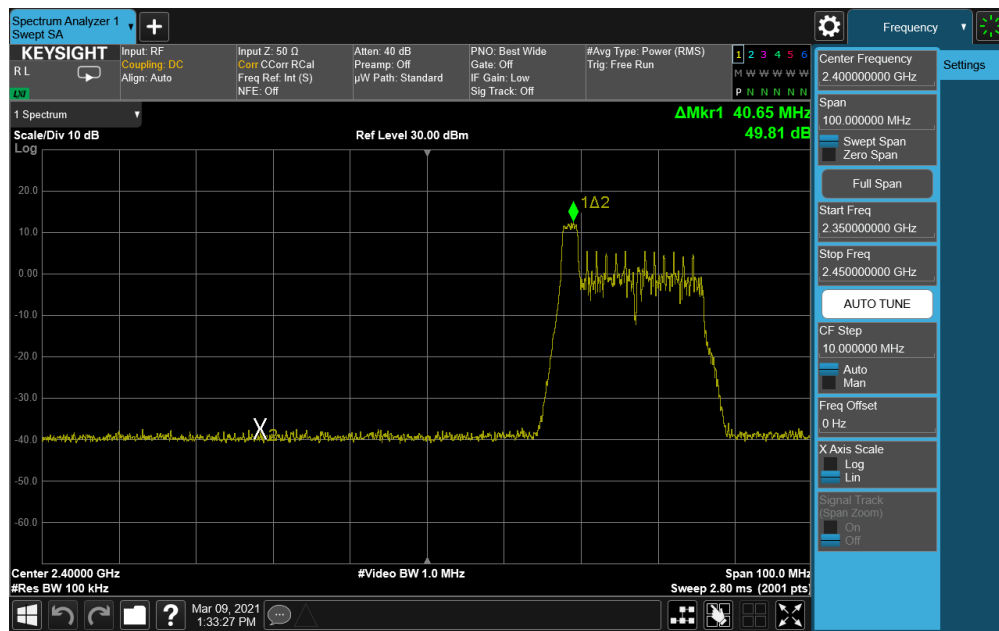 Spectrum Analyzer 1
Swept SA
Frequency
KEYSIGHT
R L
LXI
Input: RF
Coupling: DC
Align: Auto
Input Z: 50 Ω
Corr CCorr RCal
Freq Ref: Int (S)
NFE: Off
Atten: 40 dB
Preamp: Off
µW Path: Standard
PNO: Best Wide
Gate: Off
IF Gain: Low
Sig Track: Off
#Avg Type: Power (RMS)
Trig: Free Run
1 2 3 4 5 6
M W W W W W
P N N N N N
1 Spectrum
Scale/Div 10 dB
Log
Ref Level 30.00 dBm
ΔMkr1 40.65 MHz
49.81 dB
1Δ2
20.0
10.0
0.00
-10.0
-20.0
-30.0
-40.0
X2
-50.0
-60.0
Center 2.40000 GHz
#Res BW 100 kHz
#Video BW 1.0 MHz
Span 100.0 MHz
Sweep 2.80 ms (2001 pts)
Mar 09, 2021
1:33:27 PM
Settings
Center Frequency
2.400000000 GHz
Span
100.000000 MHz
Swept Span
Zero Span
Full Span
Start Freq
2.350000000 GHz
Stop Freq
2.450000000 GHz
AUTO TUNE
CF Step
10.000000 MHz
Auto
Man
Freq Offset
0 Hz
X Axis Scale
Log
Lin
Signal Track
(Span Zoom)
On
Off